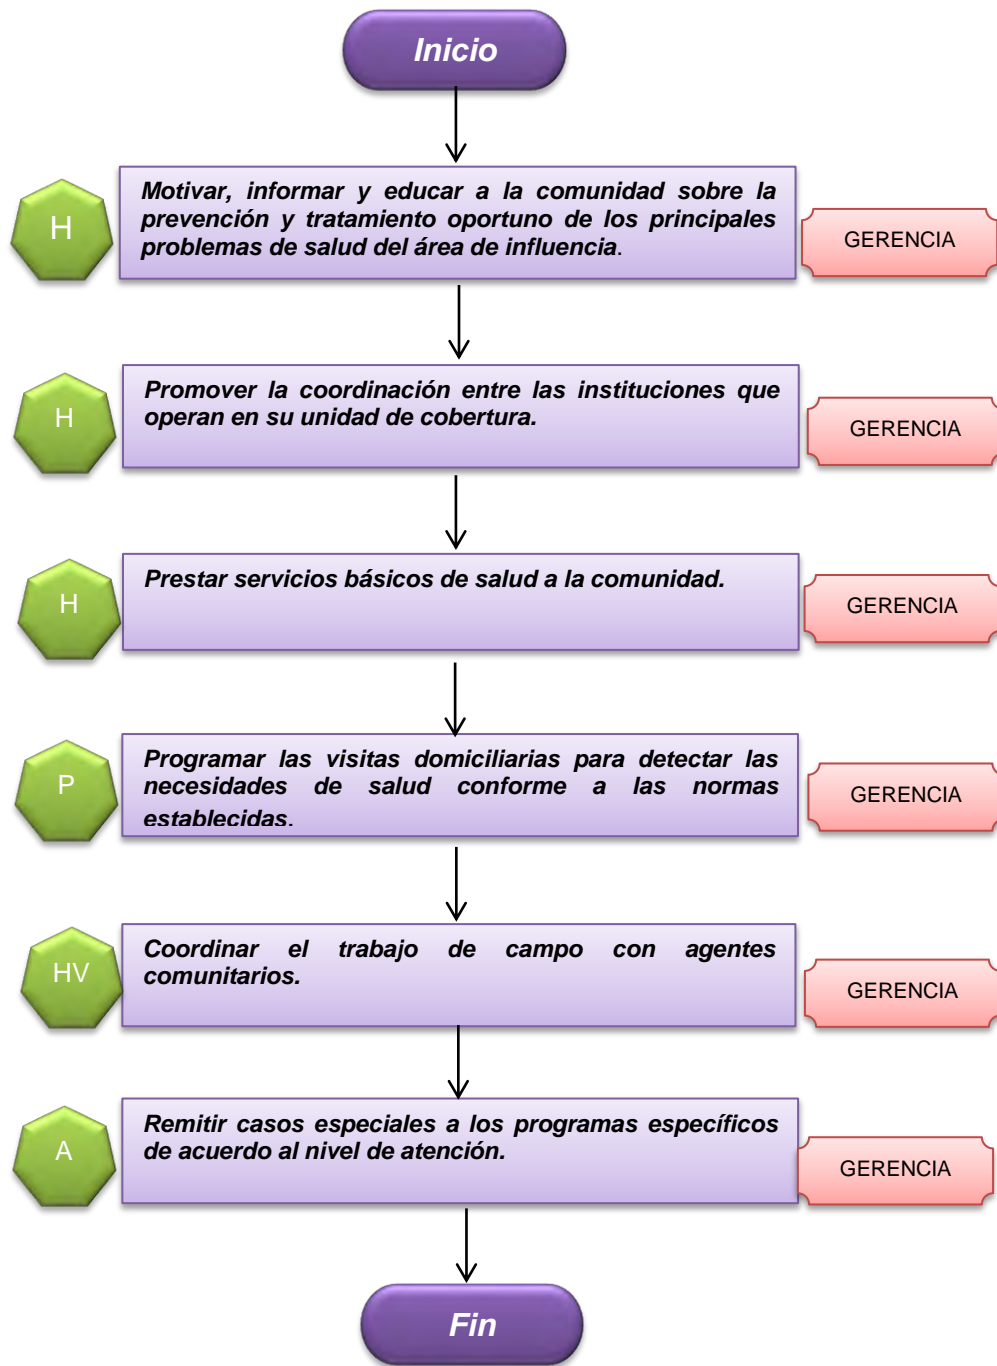 Inicio
H
Motivar, informar y educar a la comunidad sobre la
prevención y tratamiento oportuno de los principales
problemas de salud del área de influencia.
GERENCIA
H
Promover la coordinación entre las instituciones que
operan en su unidad de cobertura.
GERENCIA
H
Prestar servicios básicos de salud a la comunidad.
GERENCIA
P
Programar las visitas domiciliarias para detectar las
necesidades de salud conforme a las normas
establecidas.
GERENCIA
HV
Coordinar el trabajo de campo con agentes
comunitarios.
GERENCIA
A
Remitir casos especiales a los programas específicos
de acuerdo al nivel de atención.
GERENCIA
Fin